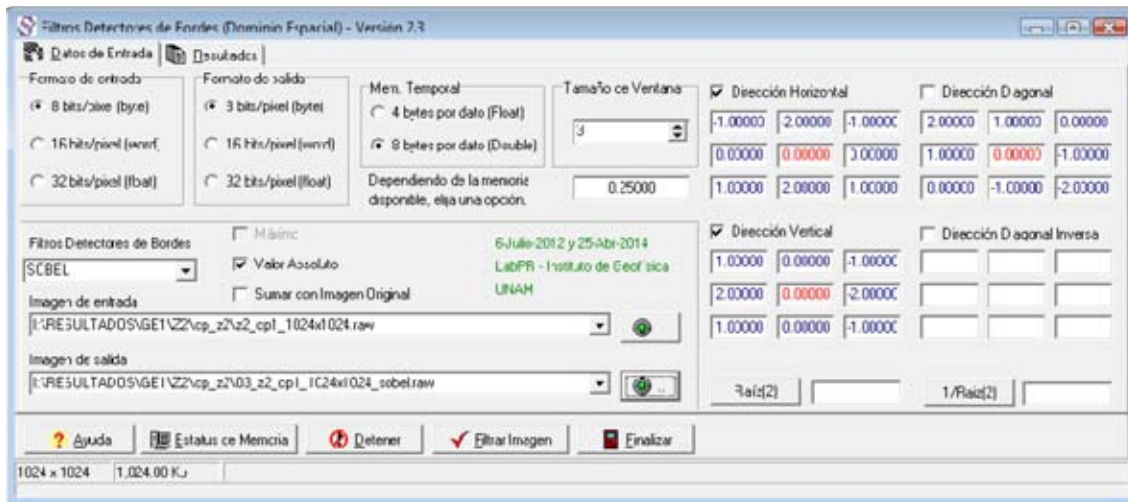 Filtros Detectores de Bordes (Dominio Espacial) - Versión 2.3
Datos de Entrada
Resultados
Formato de entrada
8 bits/pixel (byte)
16 bits/pixel (word)
32 bits/pixel (float)
Formato de salida
3 bits/pixel (byte)
16 bits/pixel (word)
32 bits/pixel (float)
Mem. Temporal
4 bytes por dato (Float)
8 bytes por dato (Double)
Dependiendo de la memoria
disponible, elija una opción.
Tamaño de Ventana
3
0.25000
Dirección Horizontal
-1.00000 -2.00000 -1.00000
0.00000 0.00000 0.00000
1.00000 2.00000 1.00000
Dirección Diagonal
2.00000 1.00000 0.00000
1.00000 0.00000 -1.00000
0.00000 -1.00000 -2.00000
Filtros Detectores de Bordes
SOBEL
Máximo
Valor Absoluto
Sumar con Imagen Original
6-Julio-2012 y 25-Abr-2014
LabPR - Instituto de Geofísica
UNAM
Dirección Vertical
1.00000 0.00000 -1.00000
2.00000 0.00000 -2.00000
1.00000 0.00000 -1.00000
Dirección Diagonal Inversa
Imagen de entrada
I:\RESULTADOS\GE1\Z2\cp_z2\z2_cp1_1024x1024.raw
Imagen de salida
I:\RESULTADOS\GE1\Z2\cp_z2\03_z2_cp1_1024x1024_sobel.raw
Raíz(2)
1/Raiz(2)
Ayuda
Estatus de Memoria
Detener
Filtrar Imagen
Finalizar
1024 x 1024
1,024.00 Kb